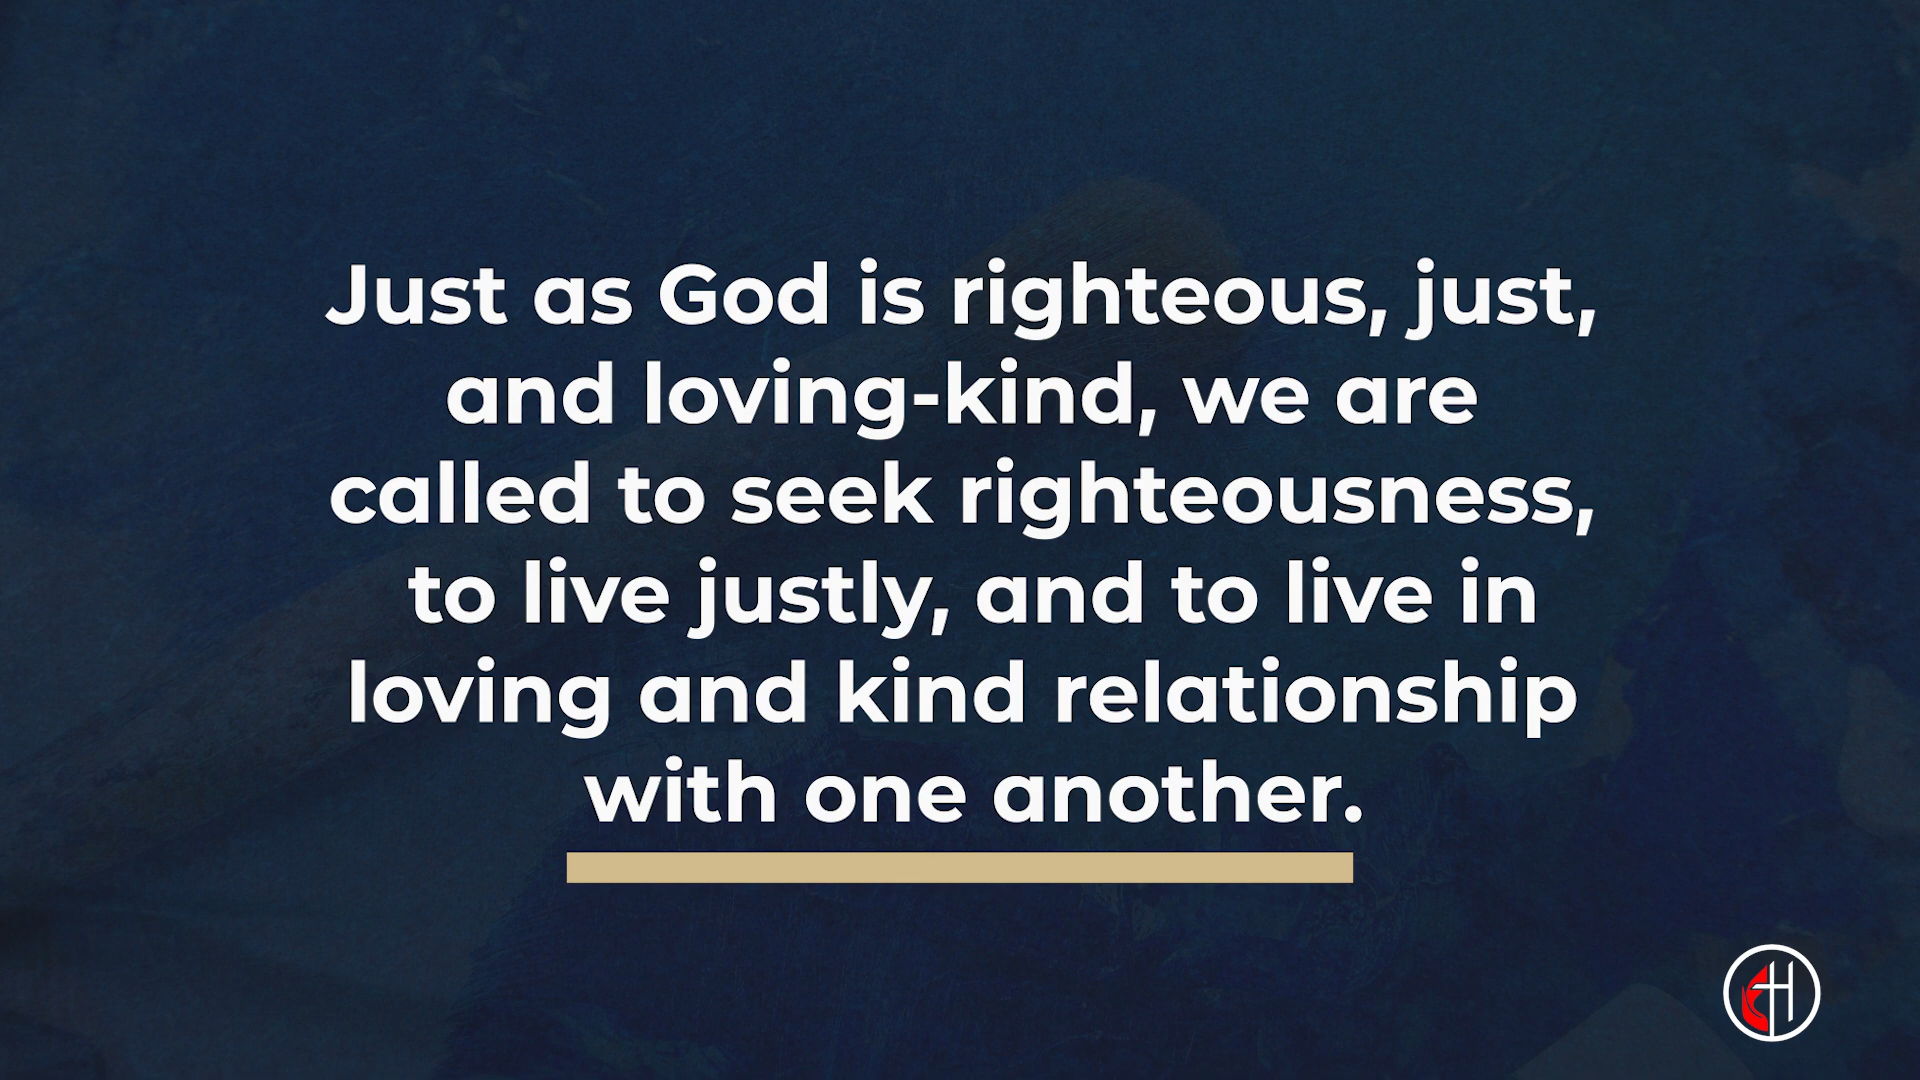 Just as God is righteous, just,
and loving-kind, we are
called to seek righteousness,
to live justly, and to live in
loving and kind relationship
with one another.
H